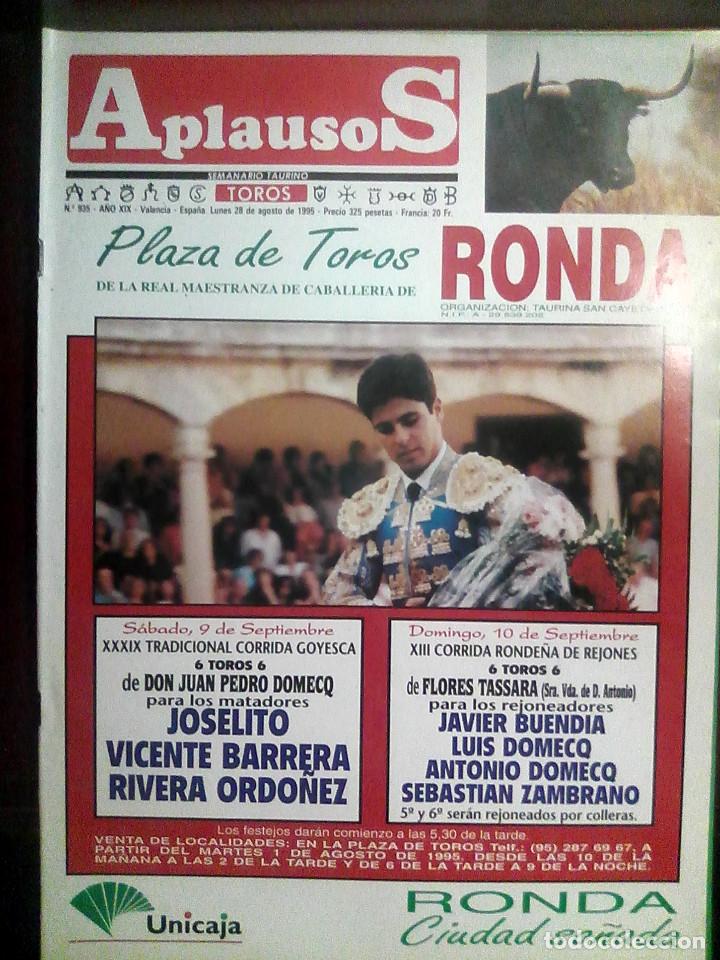 AplausoS
SEMANARIO TAURINO
TOROS
N.º 935 - AÑO XIX - Valencia - España. Lunes 28 de agosto de 1995 - Precio 325 pesetas - Francia: 20 Fr.
Plaza de Toros
RONDA
DE LA REAL MAESTRANZA DE CABALLERIA DE
ORGANIZACION: TAURINA SAN
N.I.F. A - 29 639 208
Sábado, 9 de Septiembre
XXXIX TRADICIONAL CORRIDA GOYESCA
6 TOROS 6
de DON JUAN PEDRO DOMECQ
para los matadores
JOSELITO
VICENTE BARRERA
RIVERA ORDOÑEZ
Domingo, 10 de Septiembre
XIII CORRIDA RONDEÑA DE REJONES
6 TOROS 6
de FLORES TASSARA (Sra. Vda. de D. Antonio)
para los rejoneadores
JAVIER BUENDIA
LUIS DOMECQ
ANTONIO DOMECQ
SEBASTIAN ZAMBRANO
5º y 6º serán rejoneados por colleras.
Los festejos darán comienzo a las 5,30 de la tarde.
VENTA DE LOCALIDADES: EN LA PLAZA DE TOROS Telf.: (95) 287 69 67, A
PARTIR DEL MARTES 1 DE AGOSTO DE 1995, DESDE LAS 10 DE LA
MAÑANA A LAS 2 DE LA TARDE Y DE 6 DE LA TARDE A 9 DE LA NOCHE.
Unicaja
RONDA
Ciudad soñada
todocoleccion